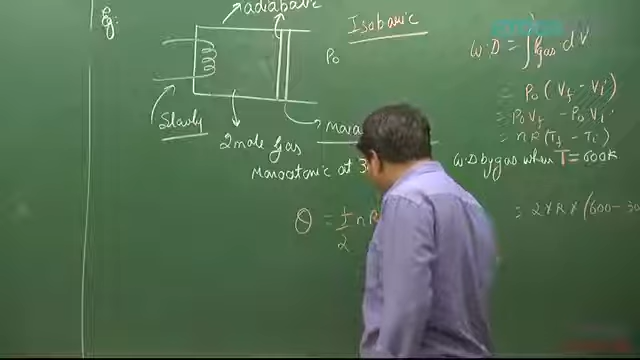 Eg:
adiabatic
Isobaric
P₀
Slowly
2 mole gas
Monoatomic at 3
W.D = ∫ Pgas dV
= P₀ (Vf - Vi)
= P₀Vf - P₀Vi
= nR(Tf - Ti)
W.D by gas when T = 600K
= 2 × R × (600 - 30
Q = f/2 nR